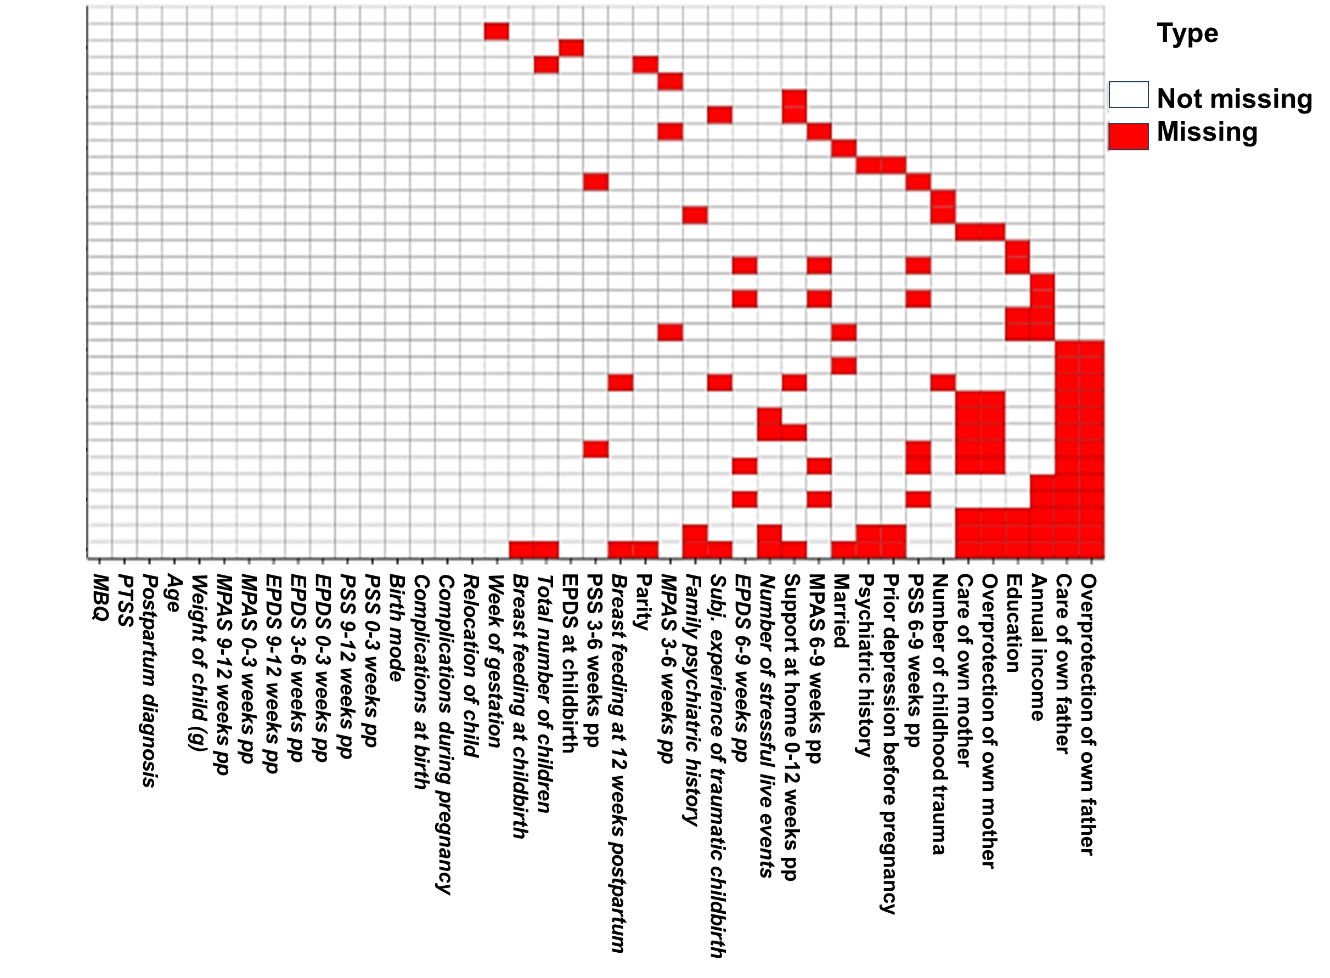 Type
Not missing
Missing
MBQ
PTSS
Postpartum diagnosis
Age
Weight of child (g)
MPAS 9-12 weeks pp
MPAS 0-3 weeks pp
EPDS 9-12 weeks pp
EPDS 3-6 weeks pp
EPDS 0-3 weeks pp
PSS 9-12 weeks pp
PSS 0-3 weeks pp
Birth mode
Complications at birth
Complications during pregnancy
Relocation of child
Week of gestation
Breast feeding at childbirth
Total number of children
EPDS at childbirth
PSS 3-6 weeks pp
Breast feeding at 12 weeks postpartum
Parity
MPAS 3-6 weeks pp
Family psychiatric history
Subj. experience of traumatic childbirth
EPDS 6-9 weeks pp
Number of stressful live events
Support at home 0-12 weeks pp
MPAS 6-9 weeks pp
Married
Psychiatric history
Prior depression before pregnancy
PSS 6-9 weeks pp
Number of childhood trauma
Care of own mother
Overprotection of own mother
Education
Annual income
Care of own father
Overprotection of own father